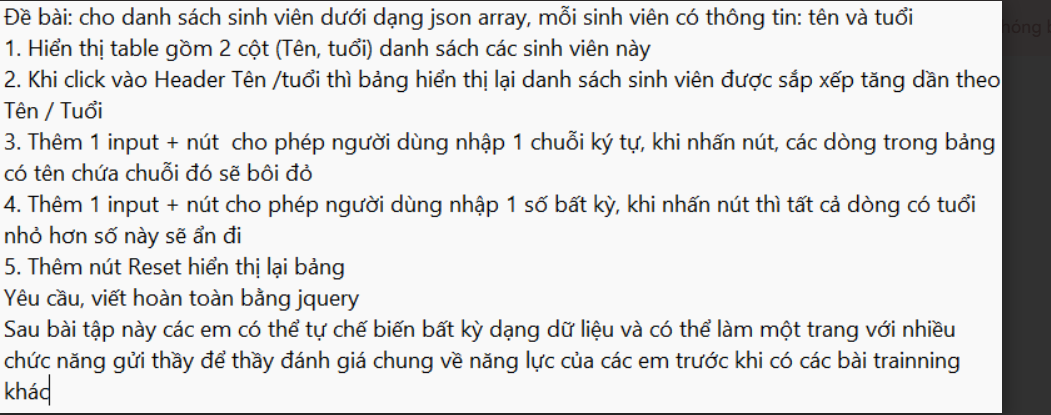 Đề bài: cho danh sách sinh viên dưới dạng json array, mỗi sinh viên có thông tin: tên và tuổi
1. Hiển thị table gồm 2 cột (Tên, tuổi) danh sách các sinh viên này
2. Khi click vào Header Tên /tuổi thì bảng hiển thị lại danh sách sinh viên được sắp xếp tăng dần theo
Tên / Tuổi
3. Thêm 1 input + nút  cho phép người dùng nhập 1 chuỗi ký tự, khi nhấn nút, các dòng trong bảng
có tên chứa chuỗi đó sẽ bôi đỏ
4. Thêm 1 input + nút cho phép người dùng nhập 1 số bất kỳ, khi nhấn nút thì tất cả dòng có tuổi
nhỏ hơn số này sẽ ẩn đi
5. Thêm nút Reset hiển thị lại bảng
Yêu cầu, viết hoàn toàn bằng jquery
Sau bài tập này các em có thể tự chế biến bất kỳ dạng dữ liệu và có thể làm một trang với nhiều
chức năng gửi thầy để thầy đánh giá chung về năng lực của các em trước khi có các bài trainning
khác